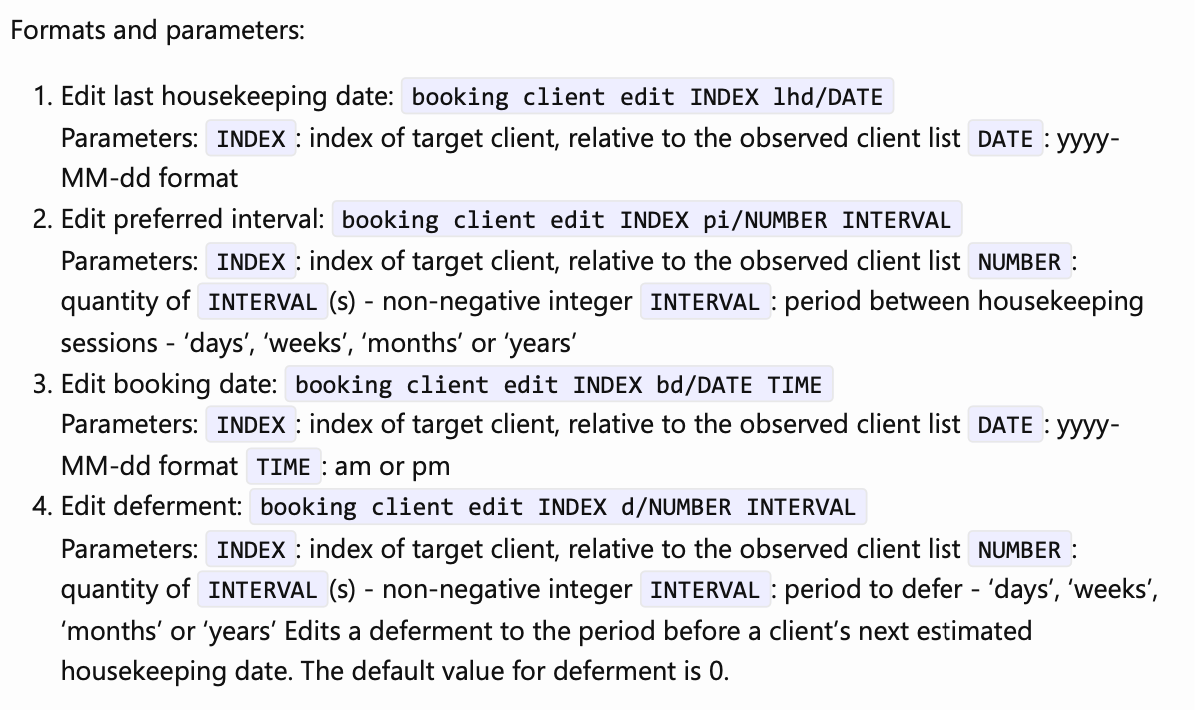 Formats and parameters:
1. Edit last housekeeping date: booking client edit INDEX lhd/DATE
Parameters: INDEX : index of target client, relative to the observed client list DATE : yyyy-
MM-dd format
2. Edit preferred interval: booking client edit INDEX pi/NUMBER INTERVAL
Parameters: INDEX : index of target client, relative to the observed client list NUMBER :
quantity of INTERVAL (s) - non-negative integer INTERVAL : period between housekeeping
sessions - ‘days’, ‘weeks’, ‘months’ or ‘years’
3. Edit booking date: booking client edit INDEX bd/DATE TIME
Parameters: INDEX : index of target client, relative to the observed client list DATE : yyyy-
MM-dd format TIME : am or pm
4. Edit deferment: booking client edit INDEX d/NUMBER INTERVAL
Parameters: INDEX : index of target client, relative to the observed client list NUMBER :
quantity of INTERVAL (s) - non-negative integer INTERVAL : period to defer - ‘days’, ‘weeks’,
‘months’ or ‘years’ Edits a deferment to the period before a client’s next estimated
housekeeping date. The default value for deferment is 0.